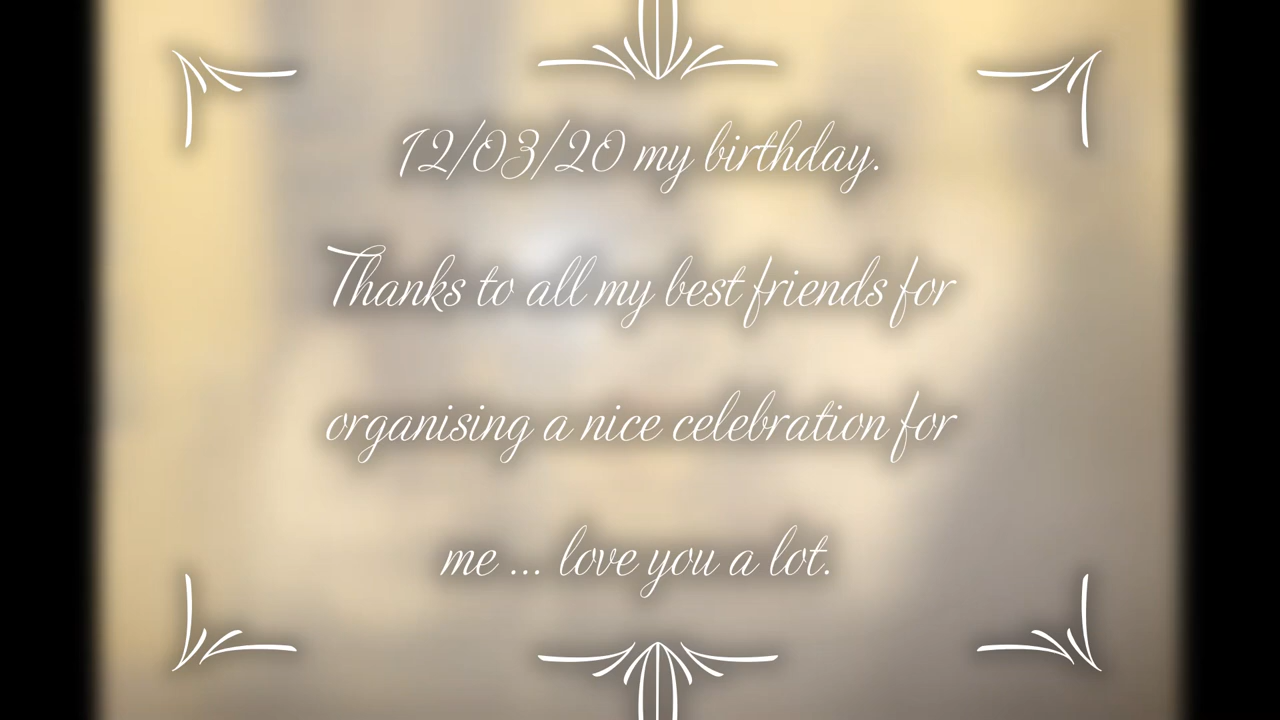 12/03/20 my birthday.
Thanks to all my best friends for
organising a nice celebration for
me ... love you a lot.